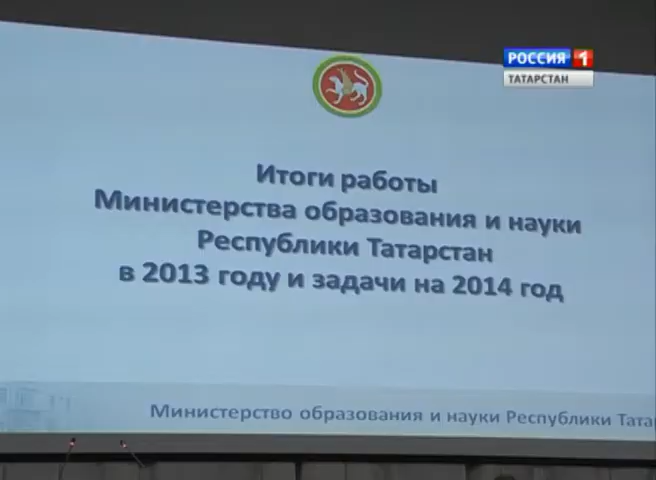 РОССИЯ 1
ТАТАРСТАН
Итоги работы
Министерства образования и науки
Республики Татарстан
в 2013 году и задачи на 2014 год
Министерство образования и науки Республики Татар